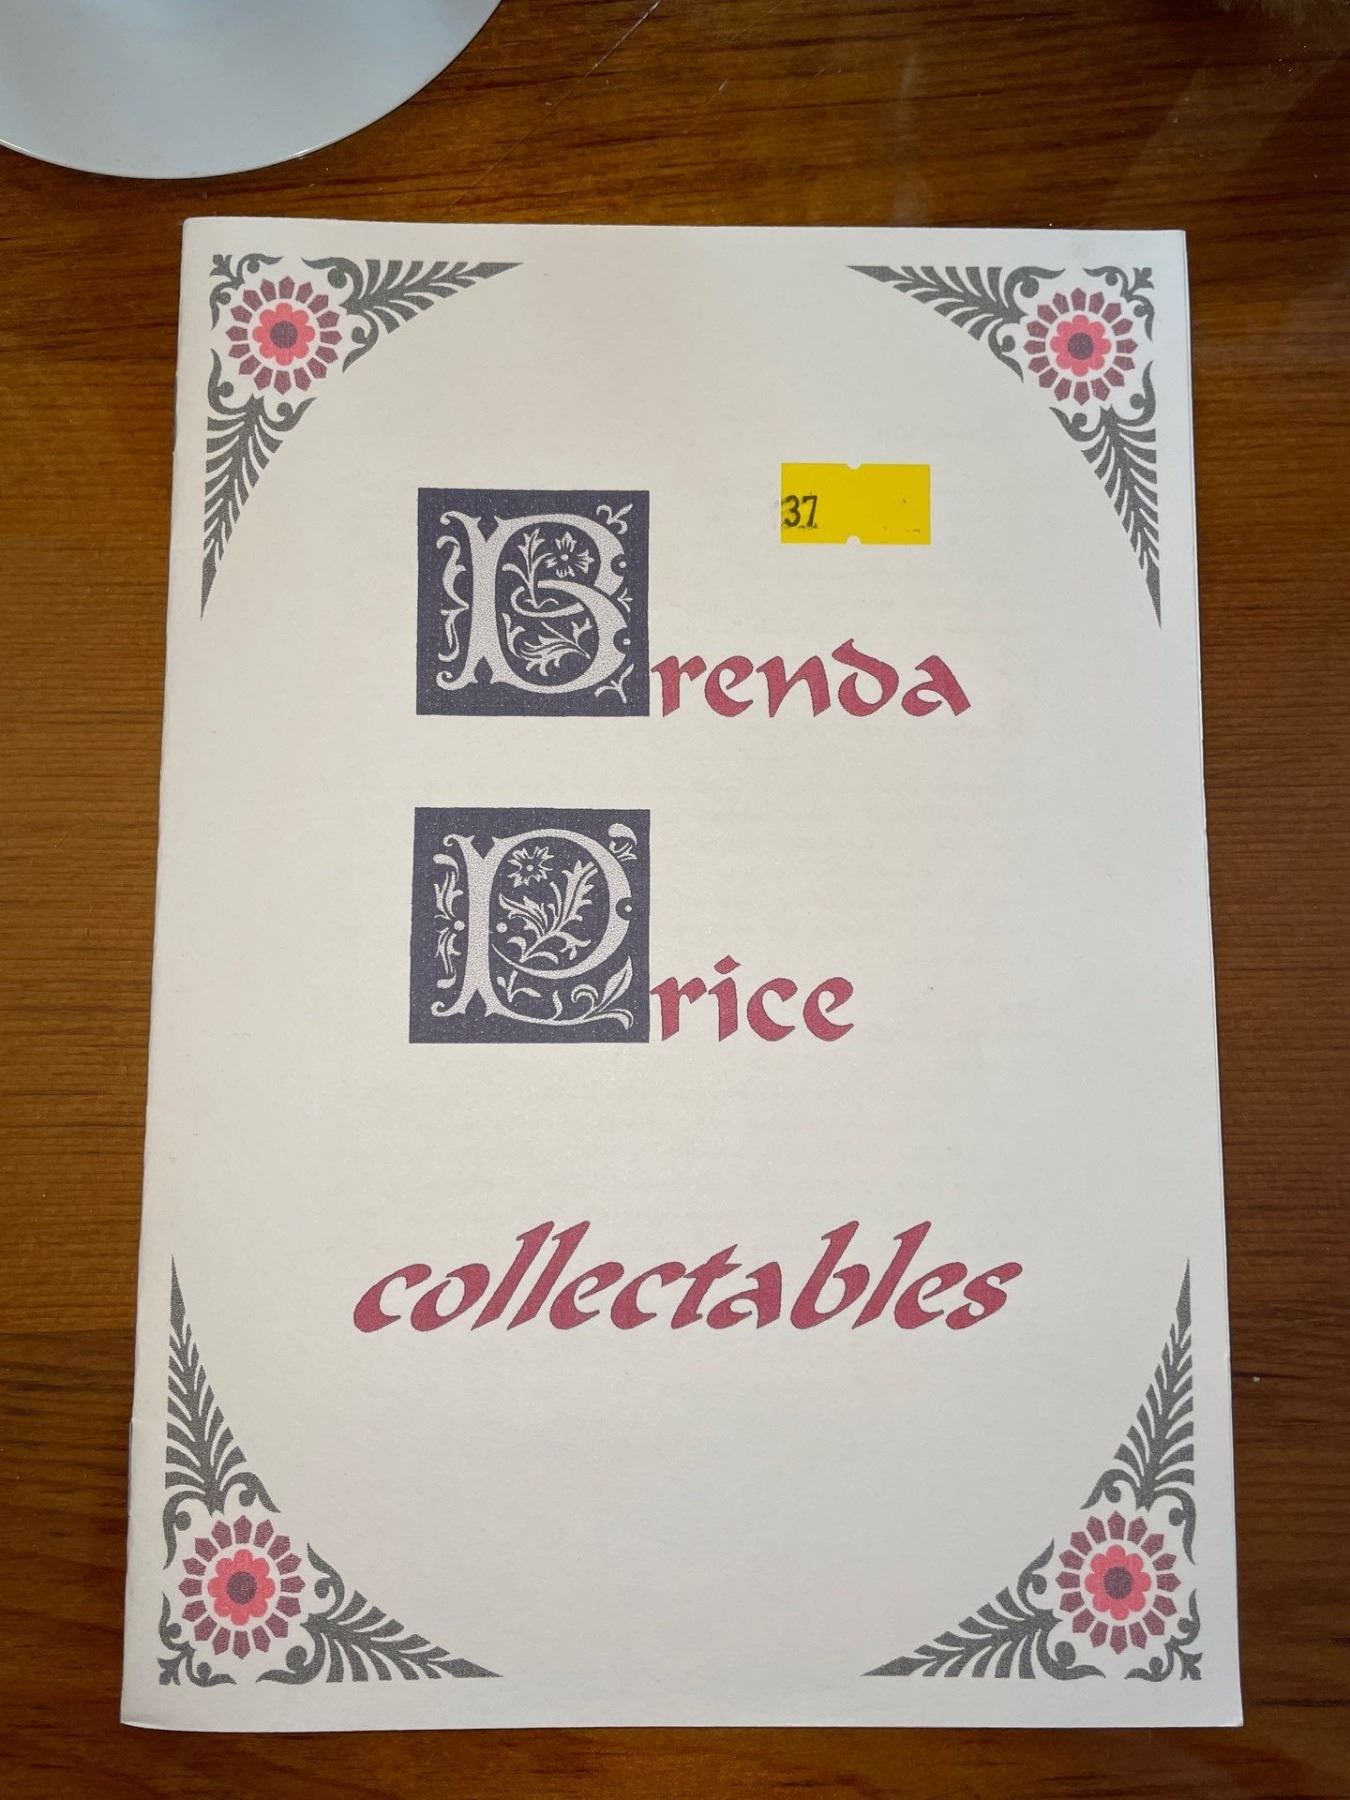 37
Brenda
Price
collectables